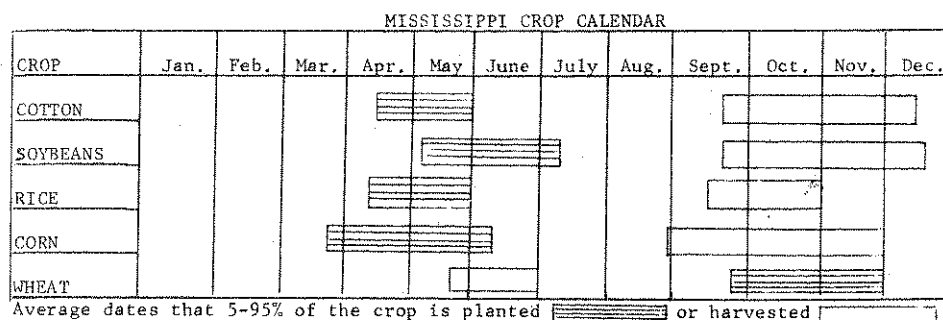 MISSISSIPPI CROP CALENDAR
CROP Jan. Feb. Mar. Apr. May June July Aug. Sept. Oct. Nov. Dec.
COTTON
SOYBEANS
RICE
CORN
WHEAT
Average dates that 5-95% of the crop is planted or harvested